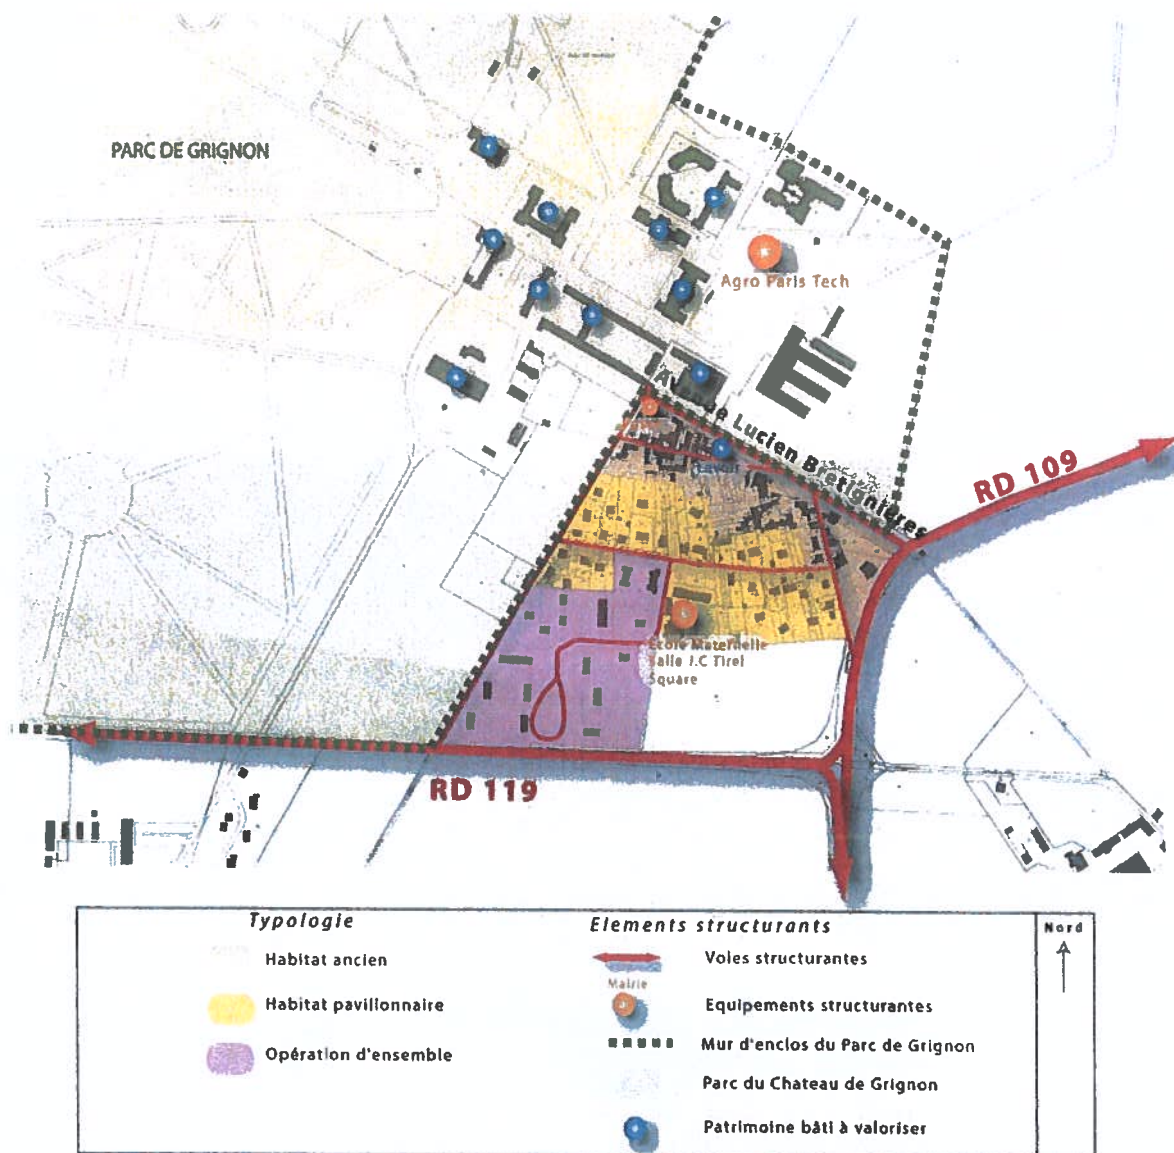 PARC DE GRIGNON
Agro Paris Tech
Avenue Lucien Bretignières
Lavoir
RD 109
Ecole Maternelle
Salle J.C Tirel
Square
RD 119
Typologie
Habitat ancien
Habitat pavillonnaire
Opération d'ensemble
Elements structurants
Voies structurantes
Mairie
Equipements structurantes
Mur d'enclos du Parc de Grignon
Parc du Chateau de Grignon
Patrimoine bâti à valoriser
Nord